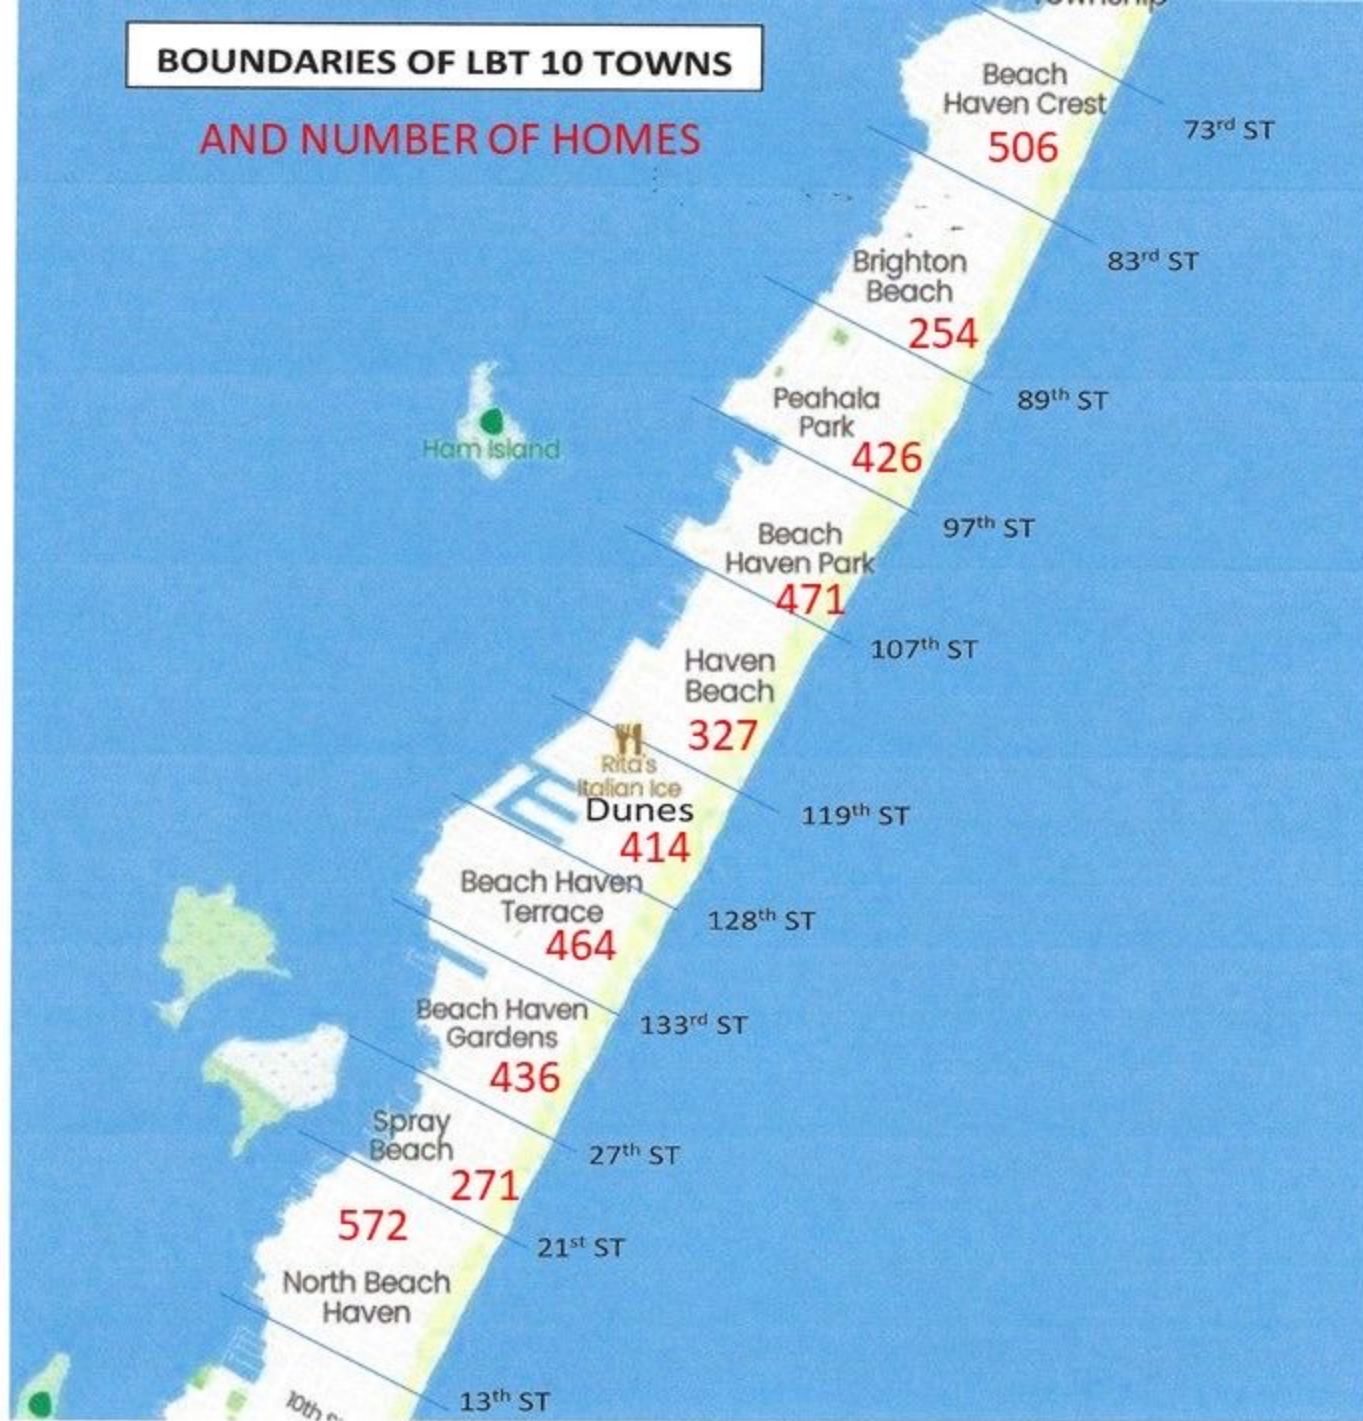 Township
BOUNDARIES OF LBT 10 TOWNS
AND NUMBER OF HOMES
Beach
Haven Crest
506
73rd ST
83rd ST
Brighton
Beach
254
89th ST
Peahala
Park
426
97th ST
Ham Island
Beach
Haven Park
471
107th ST
Haven
Beach
327
Rita's
Italian Ice
Dunes
414
119th ST
Beach Haven
Terrace
464
128th ST
Beach Haven
Gardens
436
133rd ST
Spray
Beach
271
27th ST
572
21st ST
North Beach
Haven
10th
13th ST